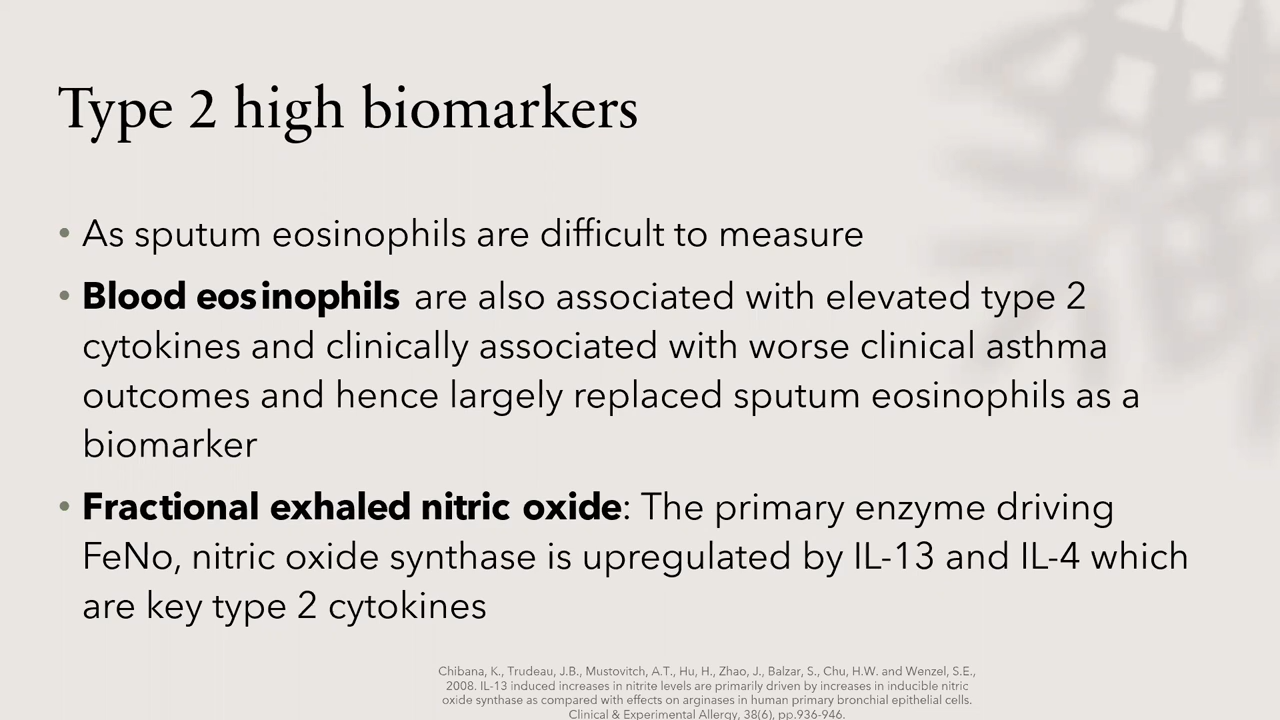 Type 2 high biomarkers
• As sputum eosinophils are difficult to measure
• Blood eosinophils are also associated with elevated type 2
cytokines and clinically associated with worse clinical asthma
outcomes and hence largely replaced sputum eosinophils as a
biomarker
• Fractional exhaled nitric oxide: The primary enzyme driving
FeNo, nitric oxide synthase is upregulated by IL-13 and IL-4 which
are key type 2 cytokines
Chibana, K., Trudeau, J.B., Mustovitch, A.T., Hu, H., Zhao, J., Balzar, S., Chu, H.W. and Wenzel, S.E.,
2008. IL-13 induced increases in nitrite levels are primarily driven by increases in inducible nitric
oxide synthase as compared with effects on arginases in human primary bronchial epithelial cells.
Clinical & Experimental Allergy, 38(6), pp.936-946.